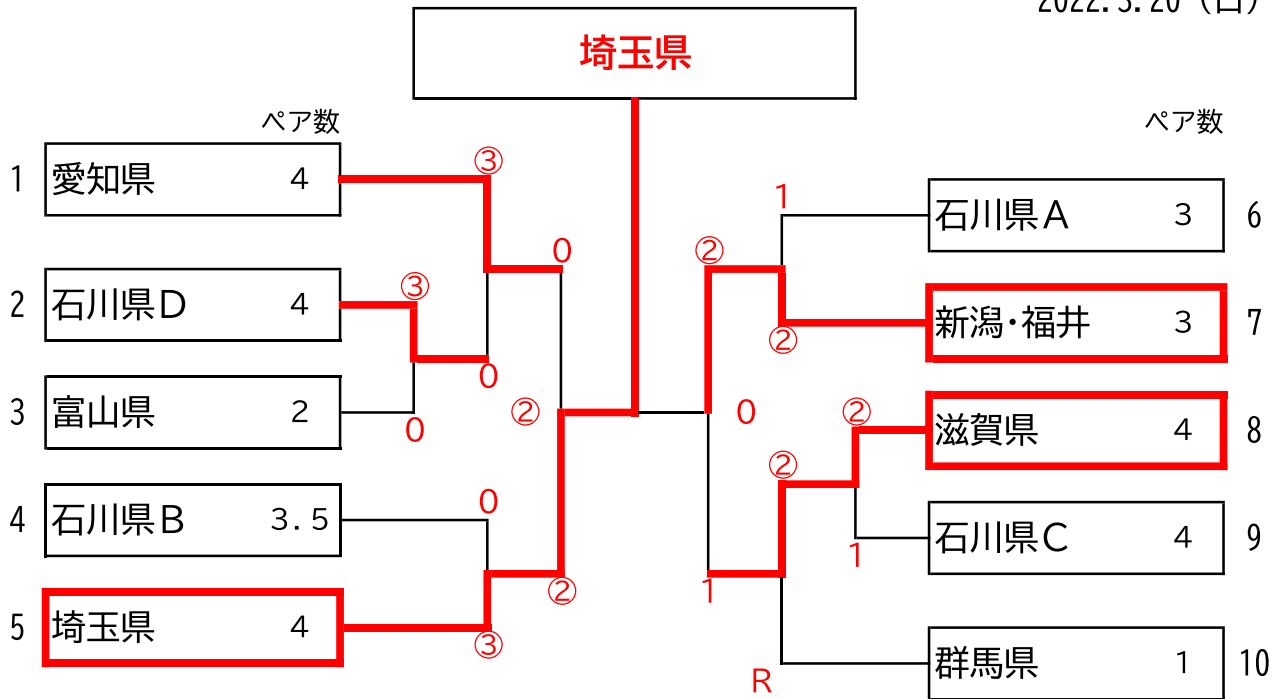 2022.3.20（日）
埼玉県
ペア数
ペア数
1 愛知県 4
2 石川県D 4
3 富山県 2
4 石川県B 3.5
5 埼玉県 4
③
0
③
0
0
②
0
②
③
1
②
②
0
②
②
1
1
R
石川県A 3 6
新潟・福井 3 7
滋賀県 4 8
石川県C 4 9
群馬県 1 10